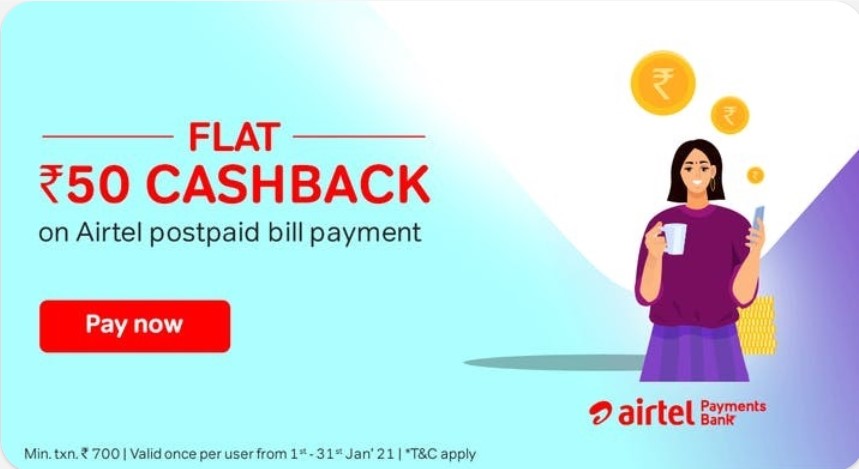 FLAT
₹50 CASHBACK
on Airtel postpaid bill payment
Pay now
airtel Payments
Bank
Min. txn. ₹ 700 | Valid once per user from 1st - 31st Jan' 21 | *T&C apply